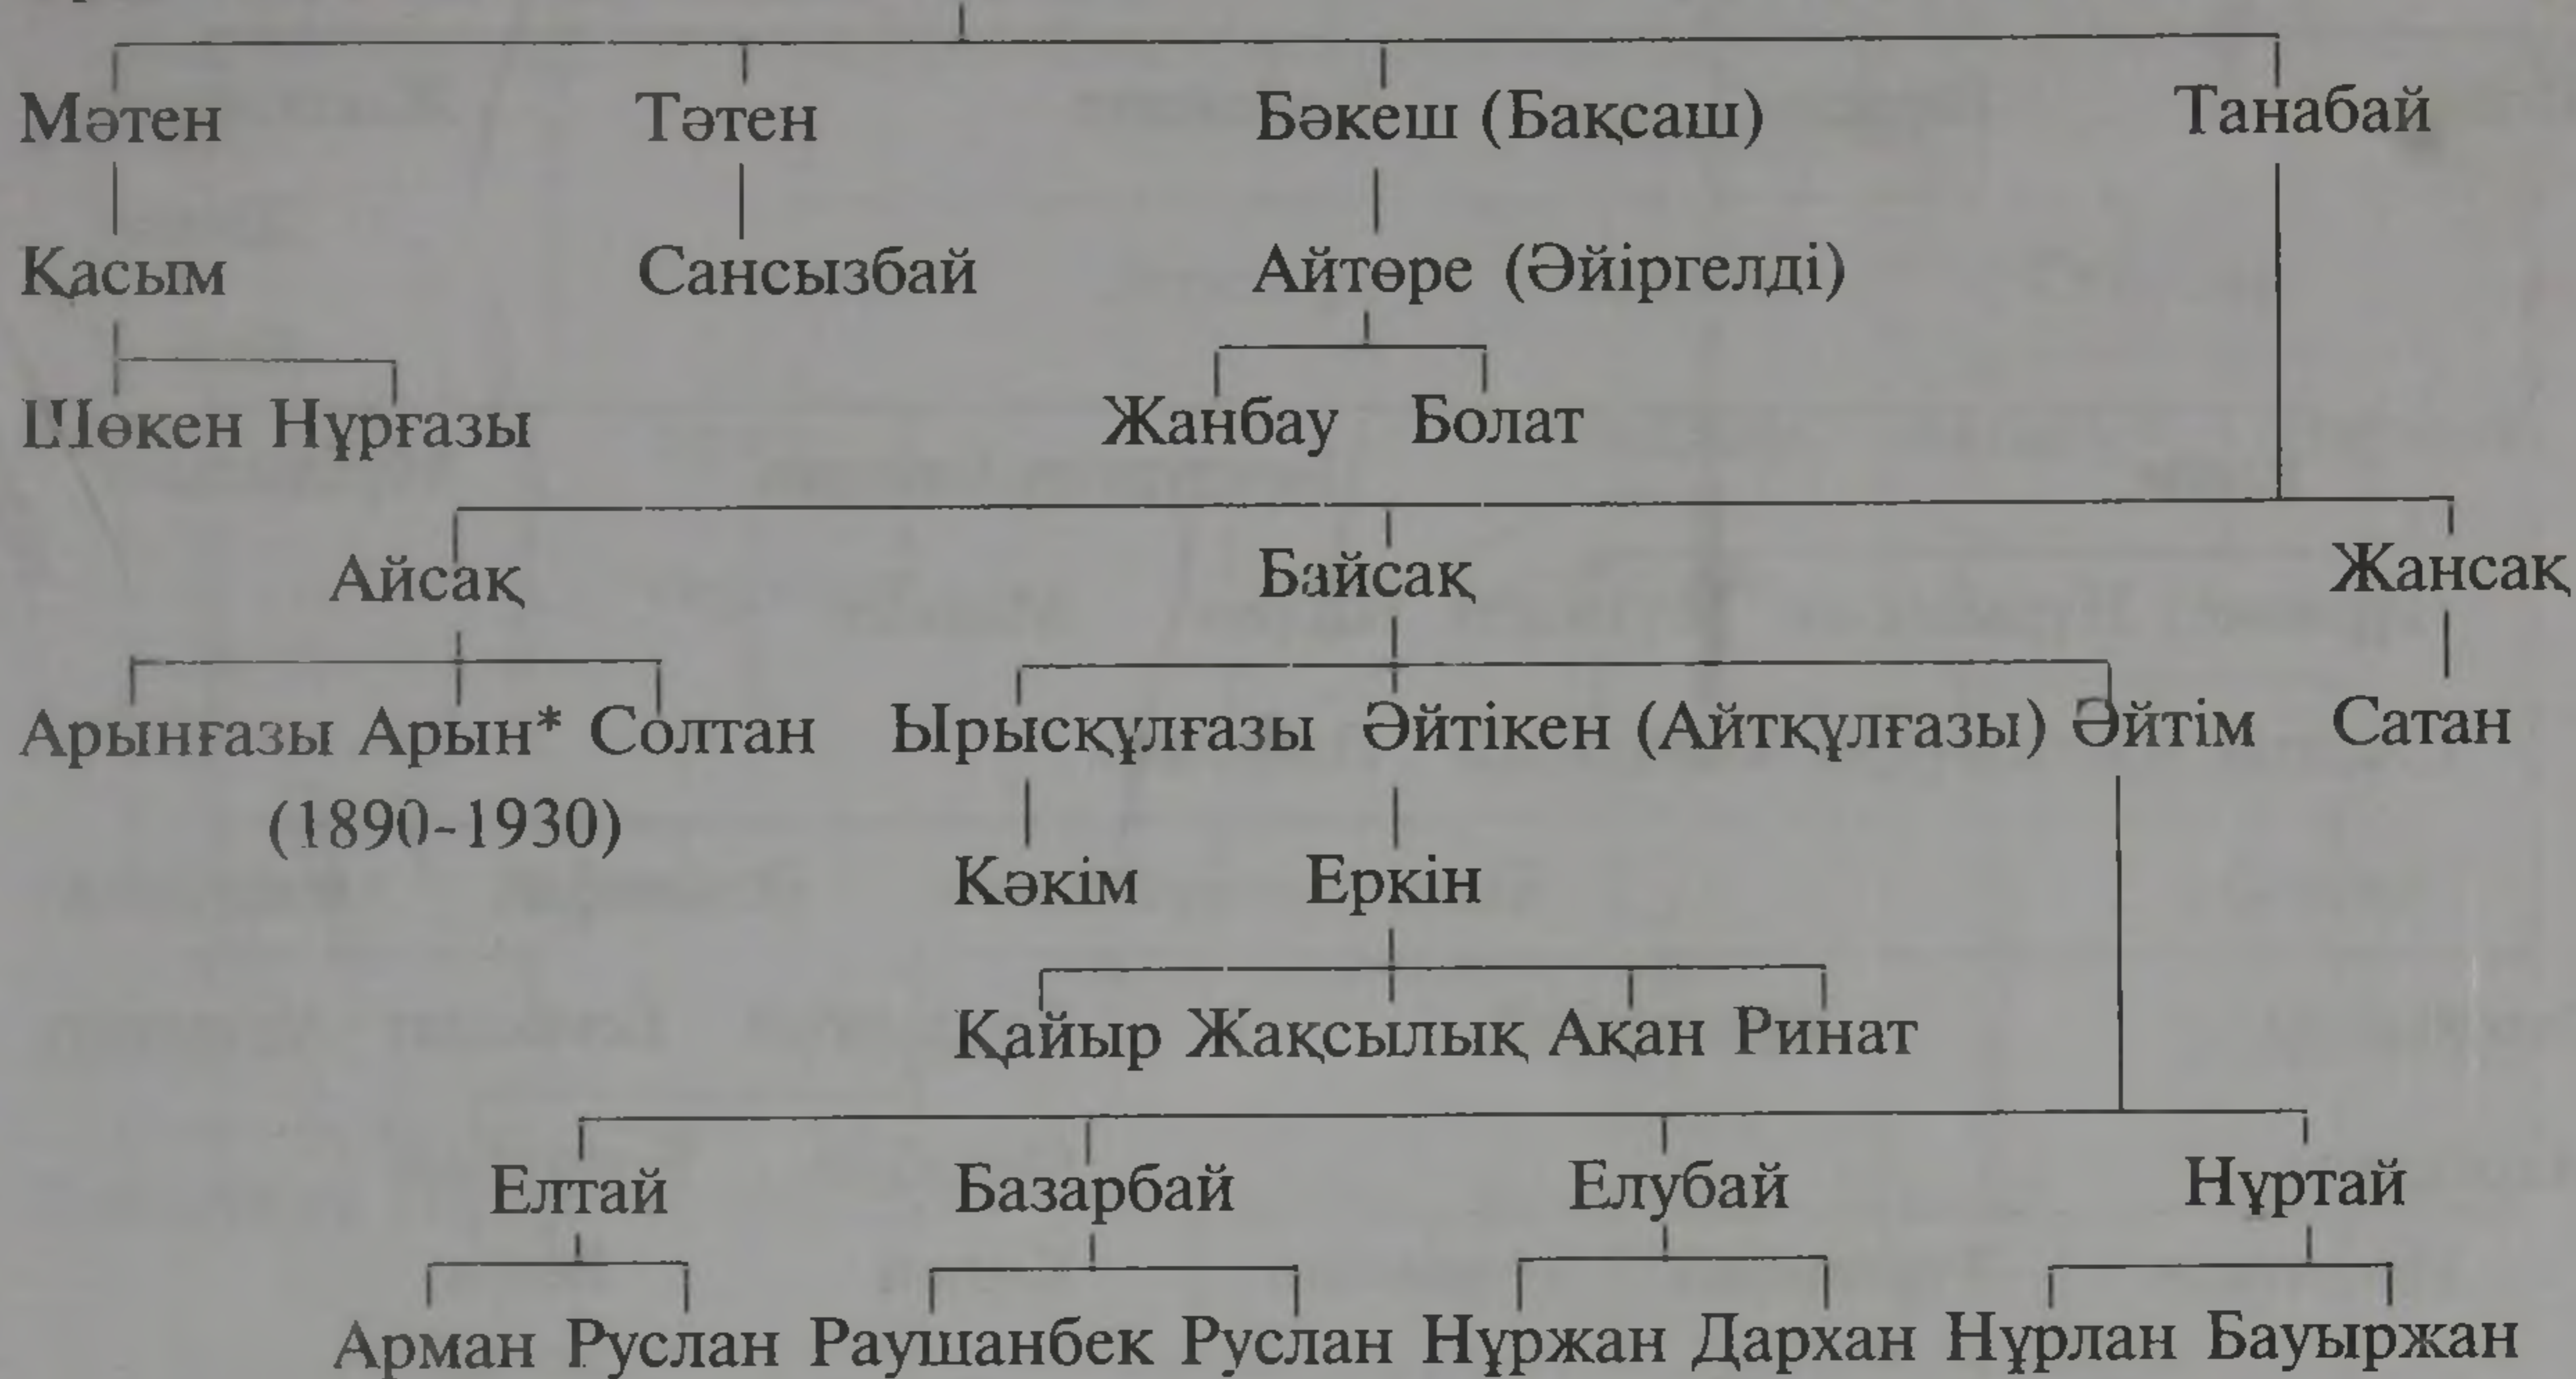 Мәтен Тәтен Бәкеш (Бақсаш) Танабай
Қасым Сансызбай Айтөре (Әйіргелді)
Шөкен Нұрғазы Жанбау Болат
Айсақ Байсақ Жансақ
Арынғазы Арын* Солтан Ырысқұлғазы Әйтікен (Айтқұлғазы) Әйтім Сатан
(1890-1930)
Кәкім Еркін
Қайыр Жақсылық Ақан Ринат
Елтай Базарбай Елубай Нұртай
Арман Руслан Раушанбек Руслан Нұржан Дархан Нұрлан Бауыржан